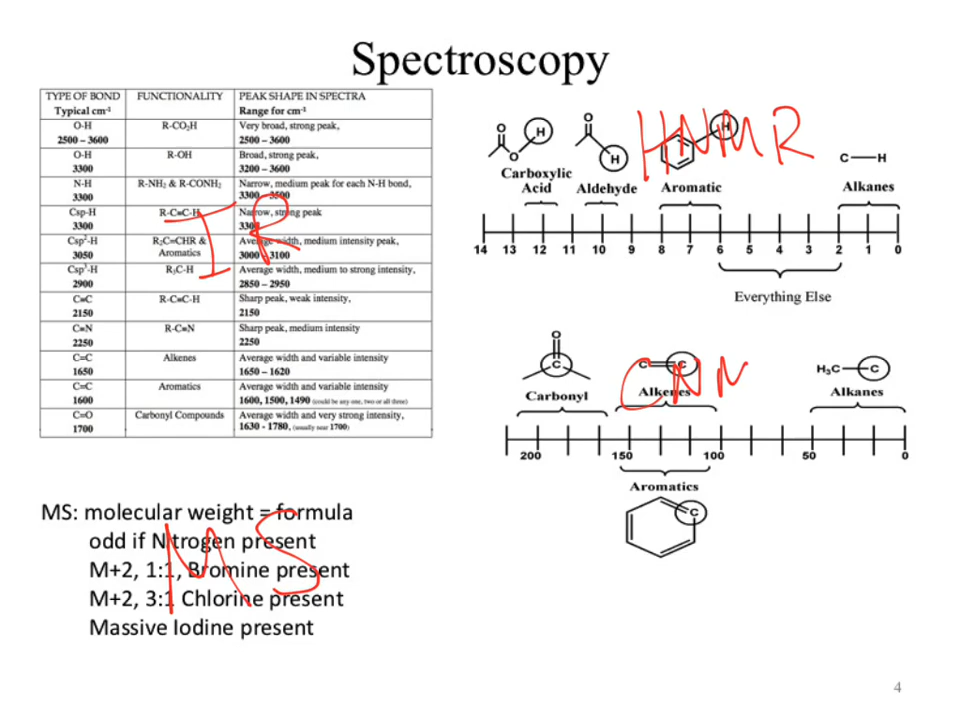 Spectroscopy
TYPE OF BOND FUNCTIONALITY PEAK SHAPE IN SPECTRA
Typical cm⁻¹ Range for cm⁻¹
O-H R-CO₂H Very broad, strong peak,
2500 – 3600 2500 – 3600
O-H R-OH Broad, strong peak,
3300 3200 – 3600
N-H R-NH₂ & R-CONH₂ Narrow, medium peak for each N-H bond,
3300 3300 – 3500
Csp-H R-C≡C-H Narrow, strong peak
3300 3300
Csp²-H R₂C=CHR & Average width, medium intensity peak,
3050 Aromatics 3000 – 3100
Csp³-H R₃C-H Average width, medium to strong intensity,
2900 2850 – 2950
C≡C R-C≡C-H Sharp peak, weak intensity,
2150 2150
C≡N R-C≡N Sharp peak, medium intensity
2250 2250
C=C Alkenes Average width and variable intensity
1650 1650 – 1620
C=C Aromatics Average width and variable intensity
1600 1600, 1500, 1490 (could be any one, two or all three)
C=O Carbonyl Compounds Average width and very strong intensity,
1700 1630 - 1780, (usually near 1700)
IR
MS: molecular weight = formula
odd if Nitrogen present
M+2, 1:1, Bromine present
M+2, 3:1 Chlorine present
Massive Iodine present
MS
HNMR
O H O H H C H
O
Carboxylic
Acid Aldehyde Aromatic Alkanes
14 13 12 11 10 9 8 7 6 5 4 3 2 1 0
Everything Else
O
C C C H₃C C
CNM
Carbonyl Alkenes Alkanes
200 150 100 50 0
Aromatics
C
4